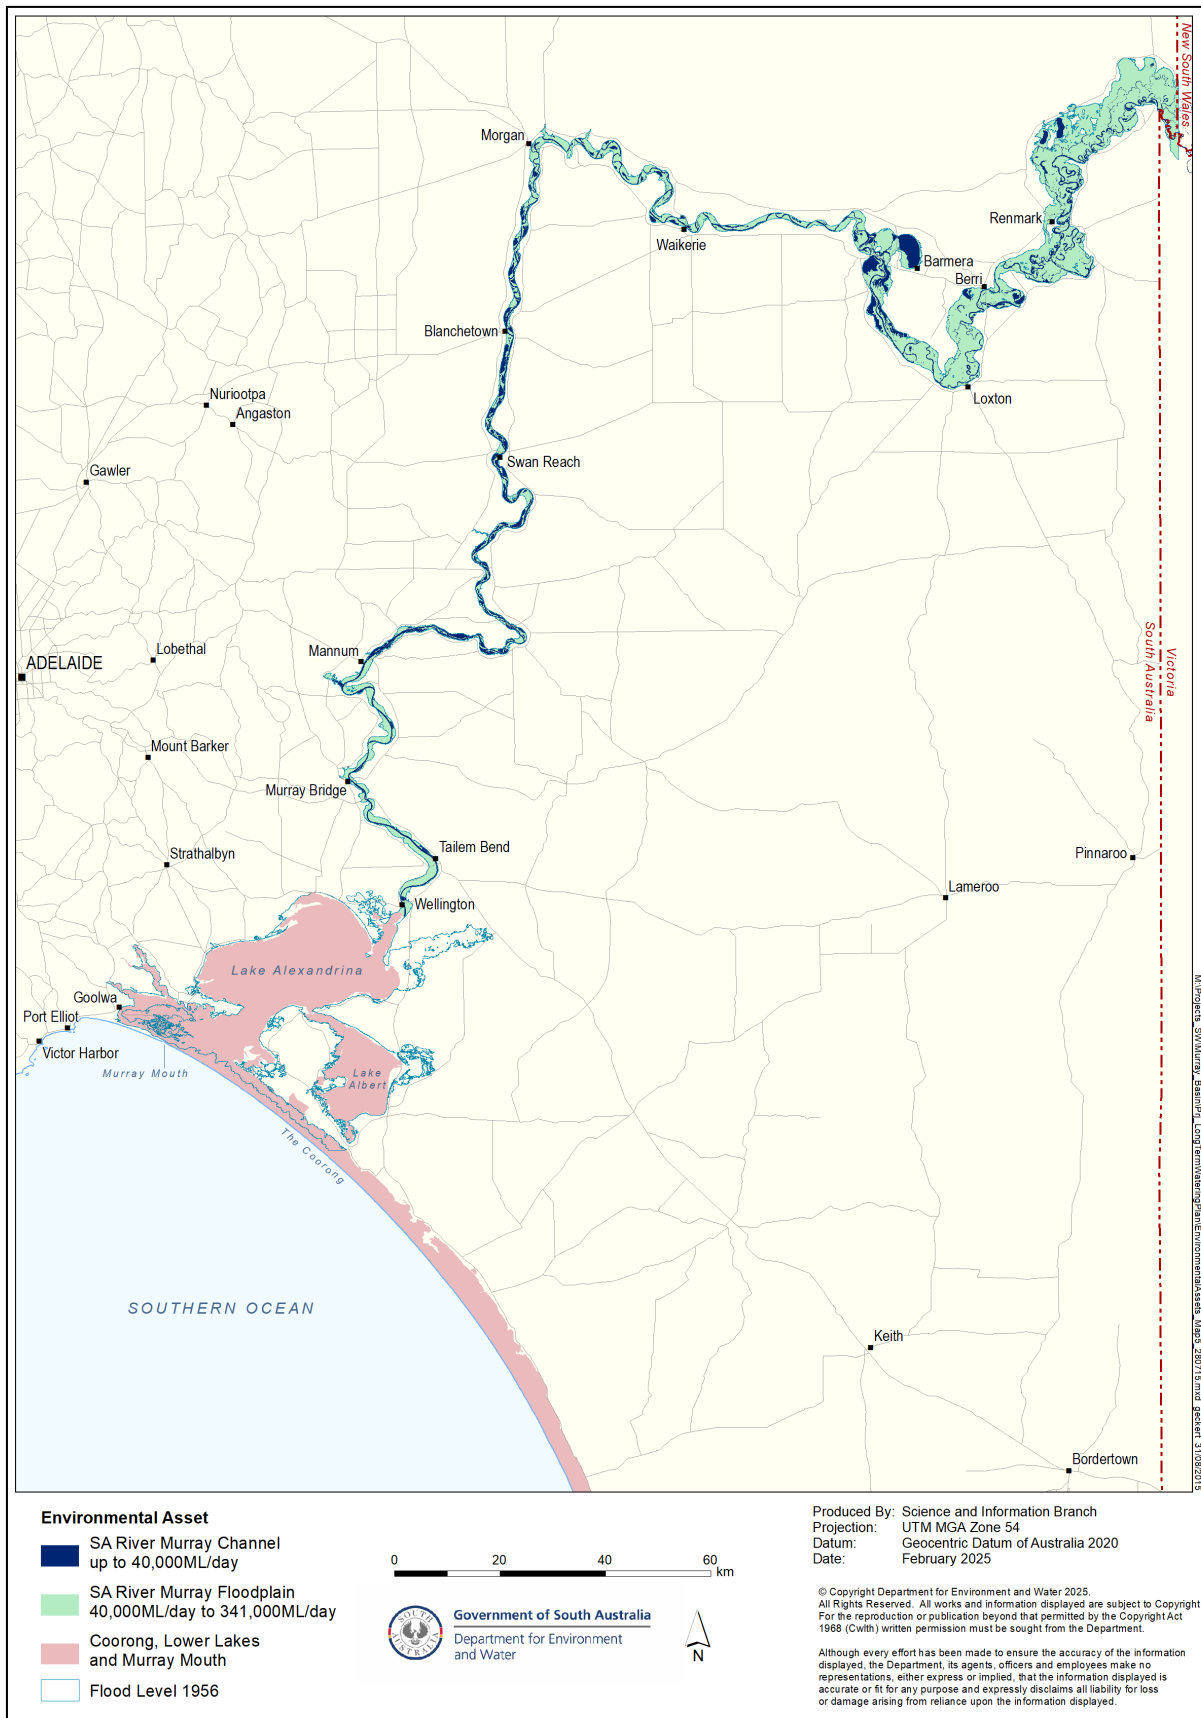 New South Wales
Morgan
Renmark
Waikerie
Barmera
Berri
Blanchetown
Loxton
Nuriootpa
Angaston
Swan Reach
Gawler
Lobethal
Mannum
ADELAIDE
Victoria
South Australia
Mount Barker
Murray Bridge
Tailem Bend
Strathalbyn
Pinnaroo
Lameroo
Wellington
Lake Alexandrina
Goolwa
Port Elliot
Victor Harbor
Murray Mouth
Lake
Albert
The Coorong
SOUTHERN OCEAN
Keith
Bordertown
Environmental Asset
SA River Murray Channel
up to 40,000ML/day
SA River Murray Floodplain
40,000ML/day to 341,000ML/day
Coorong, Lower Lakes
and Murray Mouth
Flood Level 1956
0 20 40 60
km
SOUTH
AUSTRALIA
Government of South Australia
Department for Environment
and Water
N
Produced By: Science and Information Branch
Projection: UTM MGA Zone 54
Datum: Geocentric Datum of Australia 2020
Date: February 2025
© Copyright Department for Environment and Water 2025.
All Rights Reserved. All works and information displayed are subject to Copyright
For the reproduction or publication beyond that permitted by the Copyright Act
1968 (Cwlth) written permission must be sought from the Department.
Although every effort has been made to ensure the accuracy of the information
displayed, the Department, its agents, officers and employees make no
representations, either express or implied, that the information displayed is
accurate or fit for any purpose and expressly disclaims all liability for loss
or damage arising from reliance upon the information displayed.
M:\Projects_SW\Murray_Basin\Prj_LongTermWateringPlan\EnvironmentalAssets_Map5_280715.mxd geckert 31/08/2015